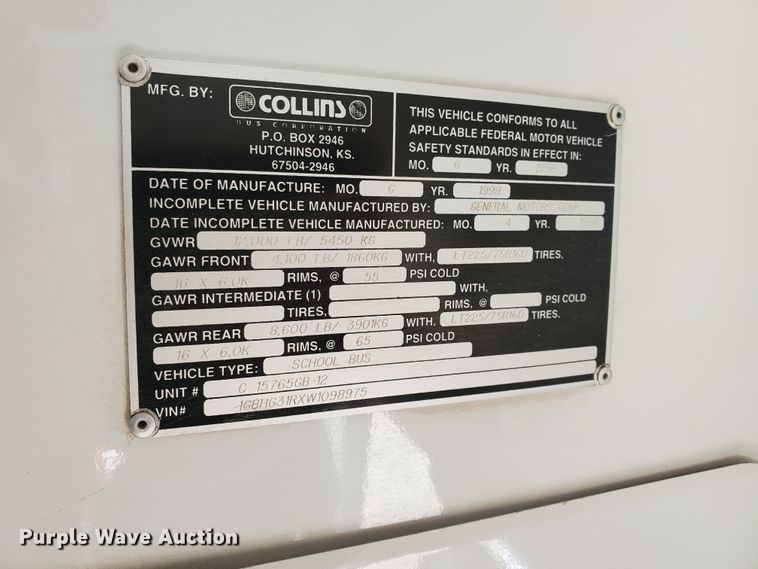 MFG. BY:
COLLINS
BUS CORPORATION
P.O. BOX 2946
HUTCHINSON, KS.
67504-2946
THIS VEHICLE CONFORMS TO ALL
APPLICABLE FEDERAL MOTOR VEHICLE
SAFETY STANDARDS IN EFFECT IN:
MO. 6 YR. 1998
DATE OF MANUFACTURE: MO. 6 YR. 1998
INCOMPLETE VEHICLE MANUFACTURED BY: GENERAL MOTORS CORP.
DATE INCOMPLETE VEHICLE MANUFACTURED: MO. 4 YR.
GVWR 12,000 LB/ 5450 KG
GAWR FRONT 4,100 LB/ 1860KG WITH, LT225/75R16D TIRES,
16 X 6.0K RIMS, @ 55 PSI COLD
GAWR INTERMEDIATE (1) WITH,
TIRES, RIMS, @ PSI COLD
GAWR REAR 8,600 LB/ 3901KG WITH, LT225/75R16D TIRES,
16 X 6.0K RIMS, @ 65 PSI COLD
VEHICLE TYPE: SCHOOL BUS
UNIT # C 15765GB-12
VIN# 1GBHG31RXW1098975
Purple Wave Auction